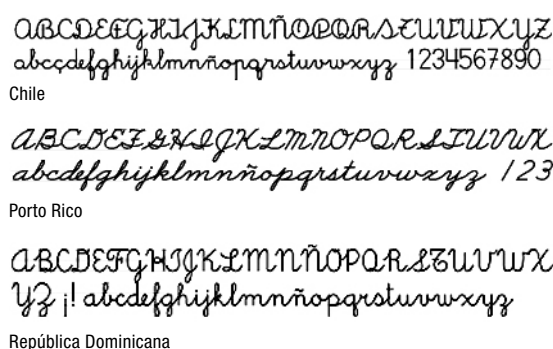 ABCDEFGHIJKLMNÑOPQRSTUVWXYZ
abcçdefghijklmnñopqrstuvwxyz 1234567890
Chile
ABCDEFGHIJKLMNOPQRSTUVWX
abcdefghijklmnñopqrstuvwxyz 123
Porto Rico
ABCDEFGHIJKLMNÑOPQRSTUVWX
YZ ¡! abcdefghijklmnñopqrstuvwxyz
República Dominicana